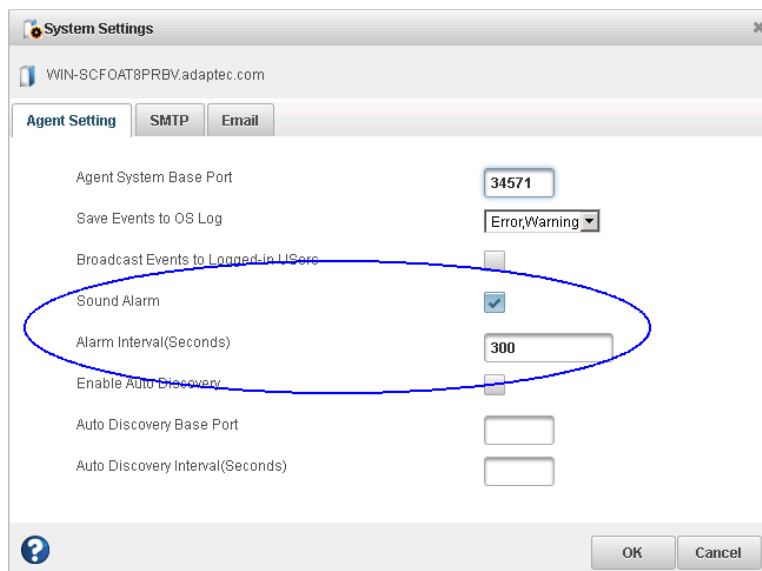 System Settings
WIN-SCFOAT8PRBV.adaptec.com
Agent Setting SMTP Email
Agent System Base Port 34571
Save Events to OS Log Error,Warning
Broadcast Events to Logged-in USers
Sound Alarm
Alarm Interval(Seconds) 300
Enable Auto Discovery
Auto Discovery Base Port
Auto Discovery Interval(Seconds)
? OK Cancel